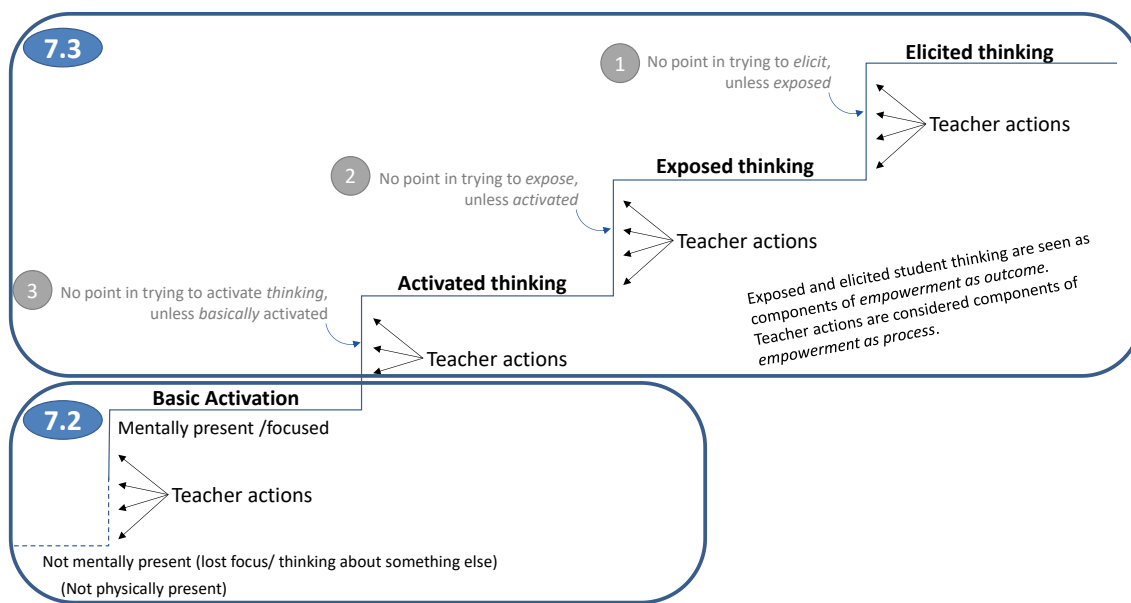 7.3
Elicited thinking
1
No point in trying to elicit,
unless exposed
Teacher actions
Exposed thinking
2
No point in trying to expose,
unless activated
Teacher actions
Exposed and elicited student thinking are seen as
components of empowerment as outcome.
Teacher actions are considered components of
empowerment as process.
Activated thinking
3
No point in trying to activate thinking,
unless basically activated
Teacher actions
7.2
Basic Activation
Mentally present /focused
Teacher actions
Not mentally present (lost focus/ thinking about something else)
(Not physically present)